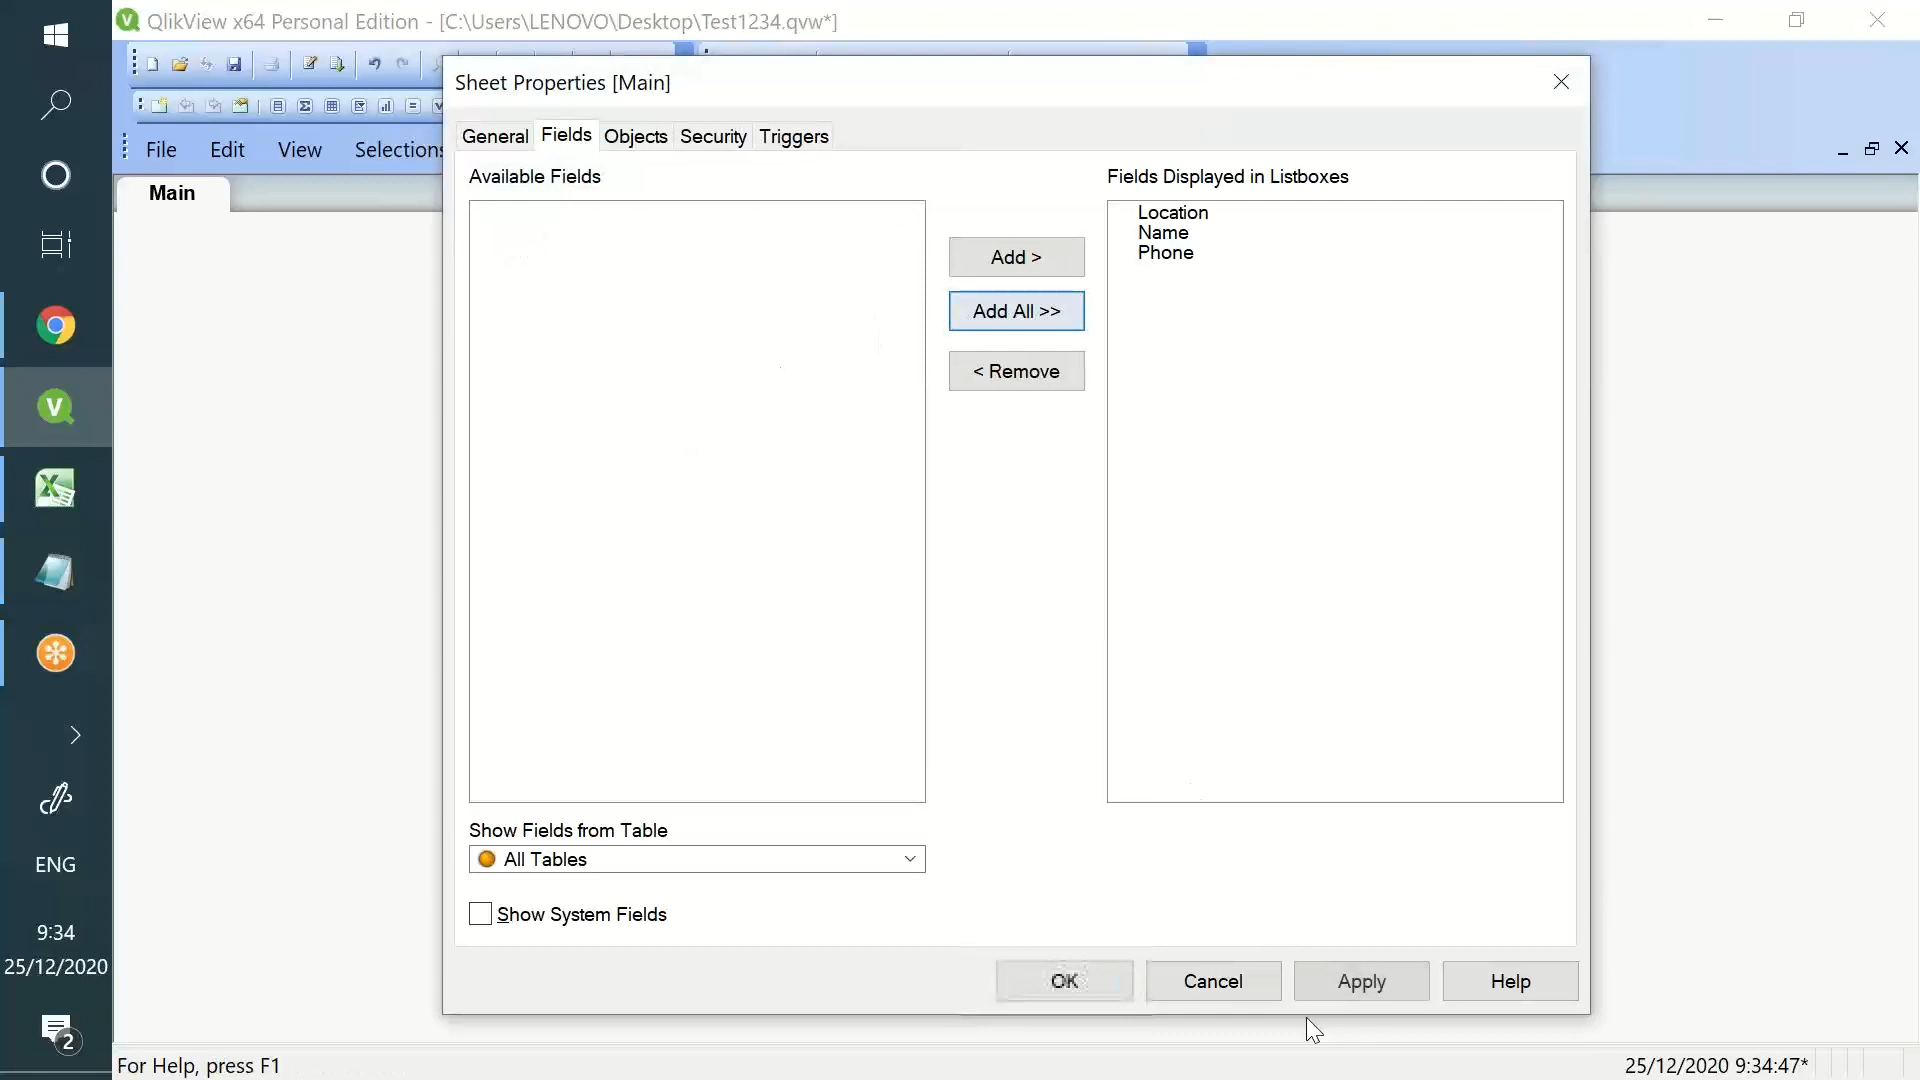 QlikView x64 Personal Edition - [C:\Users\LENOVO\Desktop\Test1234.qvw*]
Sheet Properties [Main]
General Fields Objects Security Triggers
File Edit View Selections
Main
Available Fields
Fields Displayed in Listboxes
Location
Name
Phone
Add >
Add All >>
< Remove
Show Fields from Table
All Tables
Show System Fields
OK Cancel Apply Help
ENG
9:34
25/12/2020
2
For Help, press F1
25/12/2020 9:34:47*